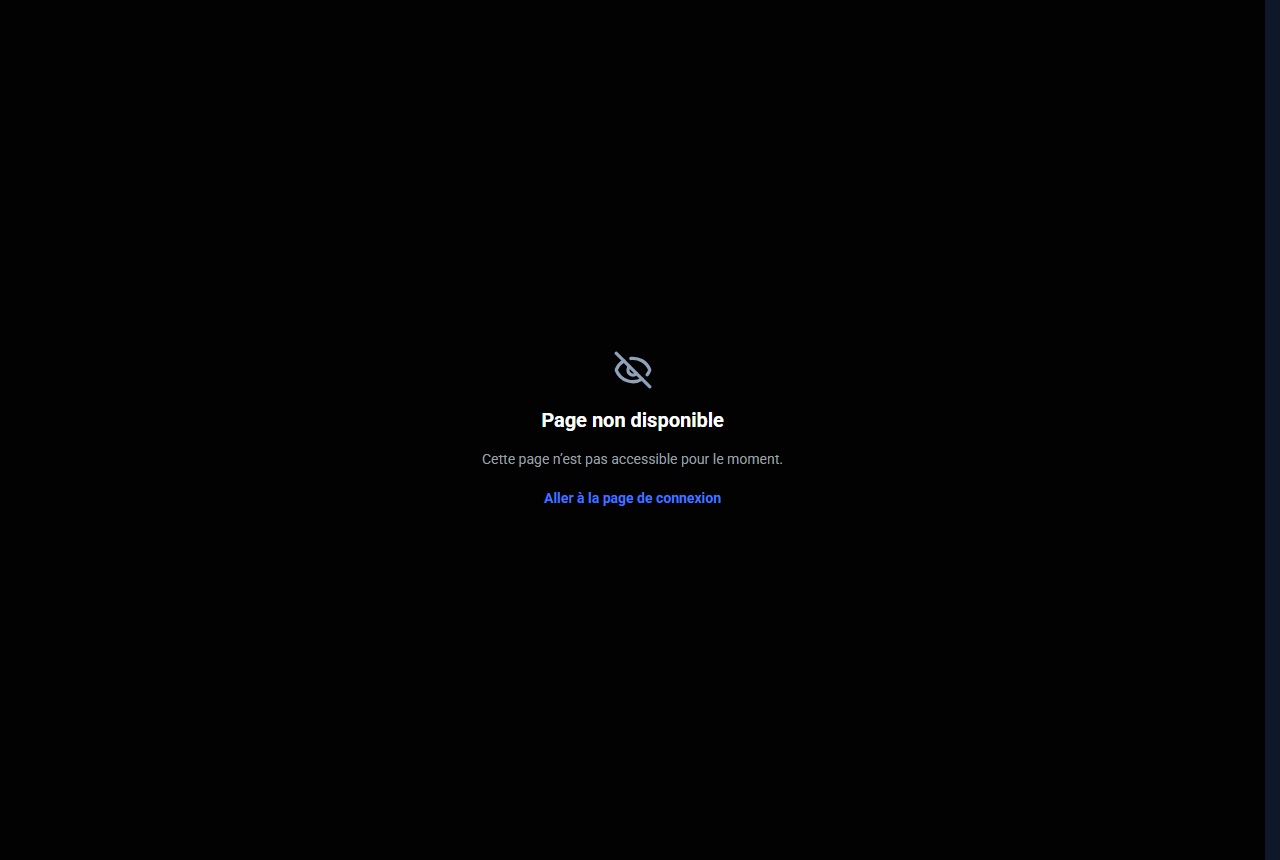 Page non disponible
Cette page n’est pas accessible pour le moment.
Aller à la page de connexion